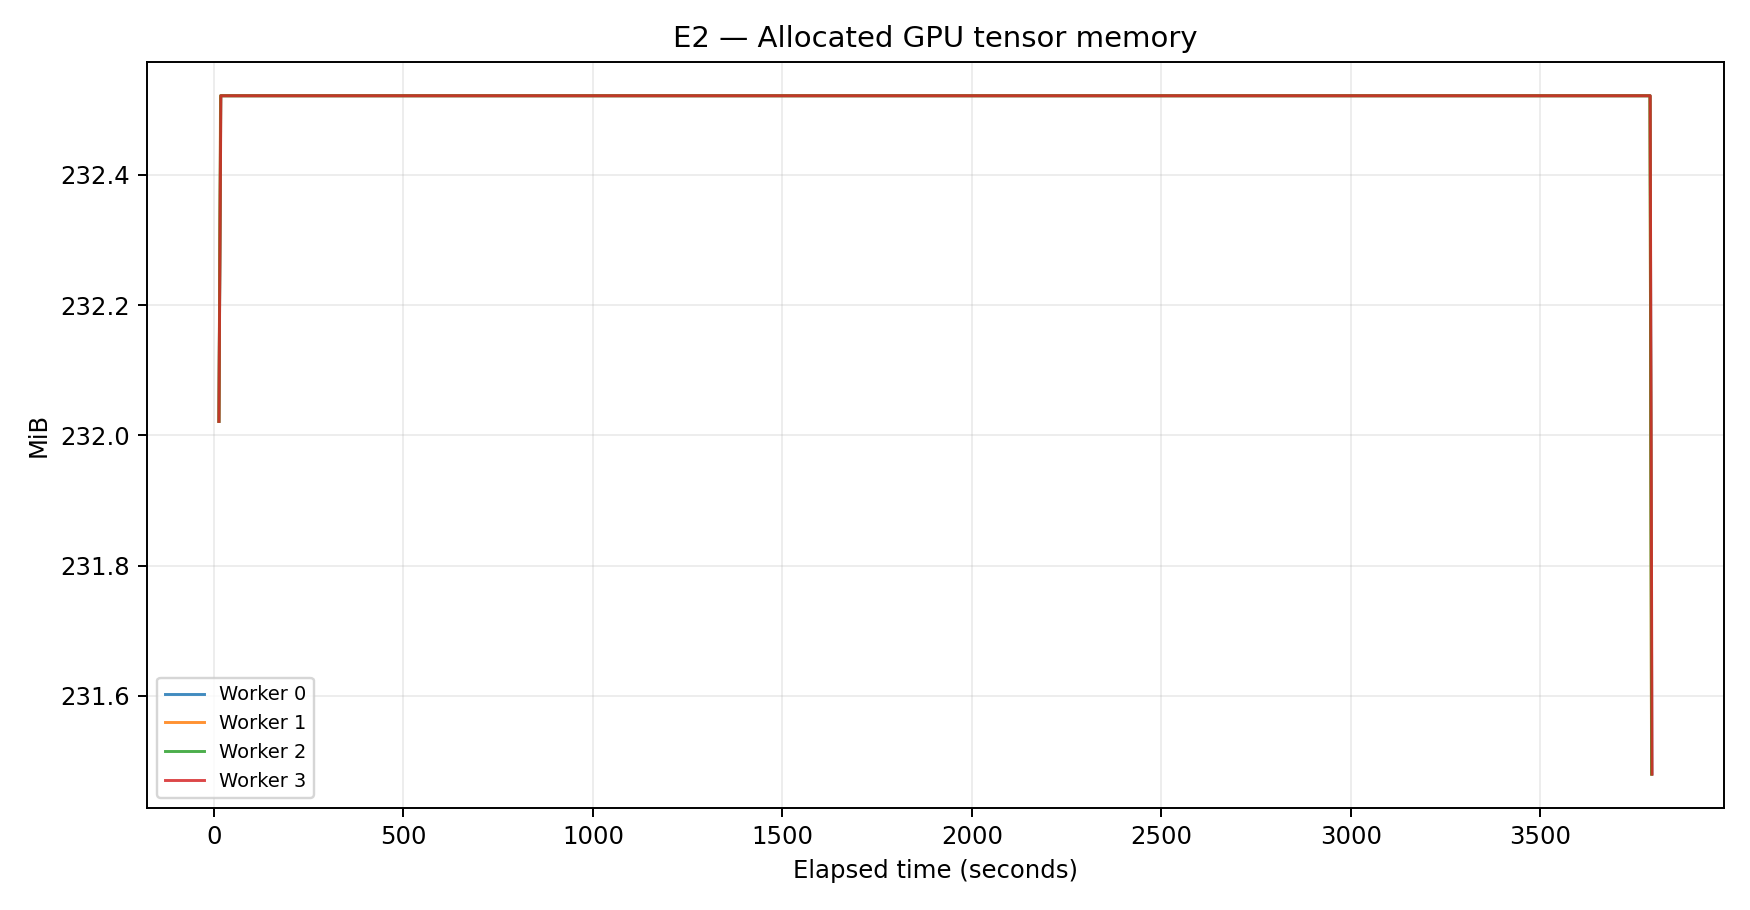 E2 — Allocated GPU tensor memory
MiB
232.4
232.2
232.0
231.8
231.6
Worker 0
Worker 1
Worker 2
Worker 3
0 500 1000 1500 2000 2500 3000 3500
Elapsed time (seconds)